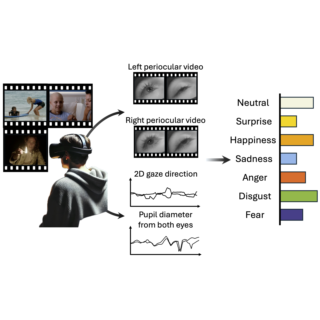 Left periocular video
Right periocular video
2D gaze direction
Pupil diameter
from both eyes
Neutral
Surprise
Happiness
Sadness
Anger
Disgust
Fear